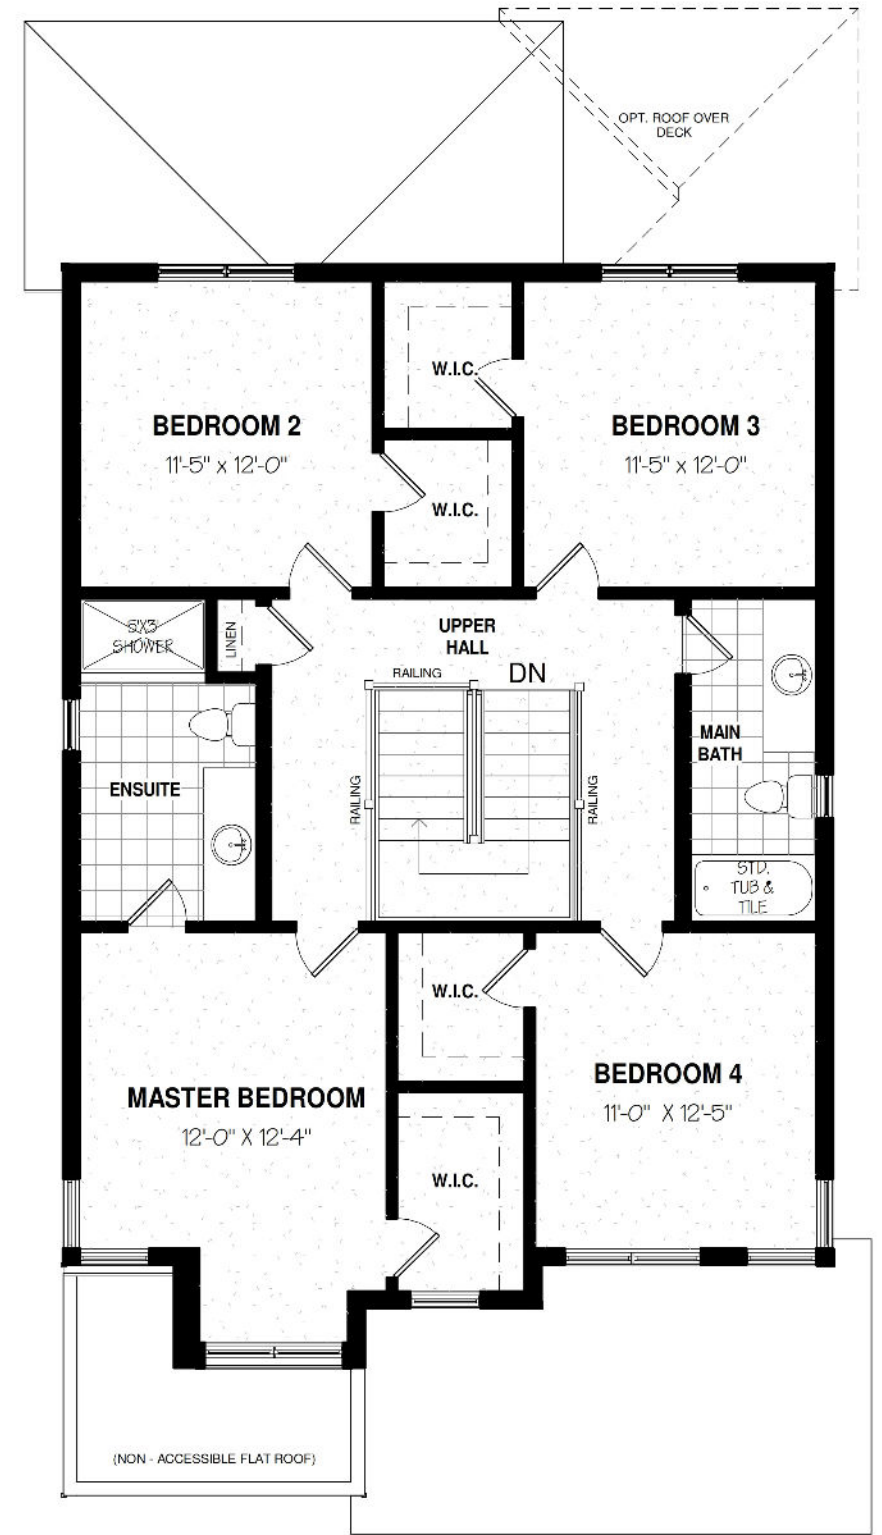 OPT. ROOF OVER
DECK
W.I.C.
BEDROOM 2
11'-5" x 12'-0"
BEDROOM 3
11'-5" x 12'-0"
W.I.C.
5'X3'
SHOWER
LINEN
UPPER
HALL
RAILING
DN
MAIN
BATH
ENSUITE
RAILING
RAILING
STD.
TUB &
TILE
W.I.C.
BEDROOM 4
11'-0" X 12'-5"
MASTER BEDROOM
12'-0" X 12'-4"
W.I.C.
(NON - ACCESSIBLE FLAT ROOF)